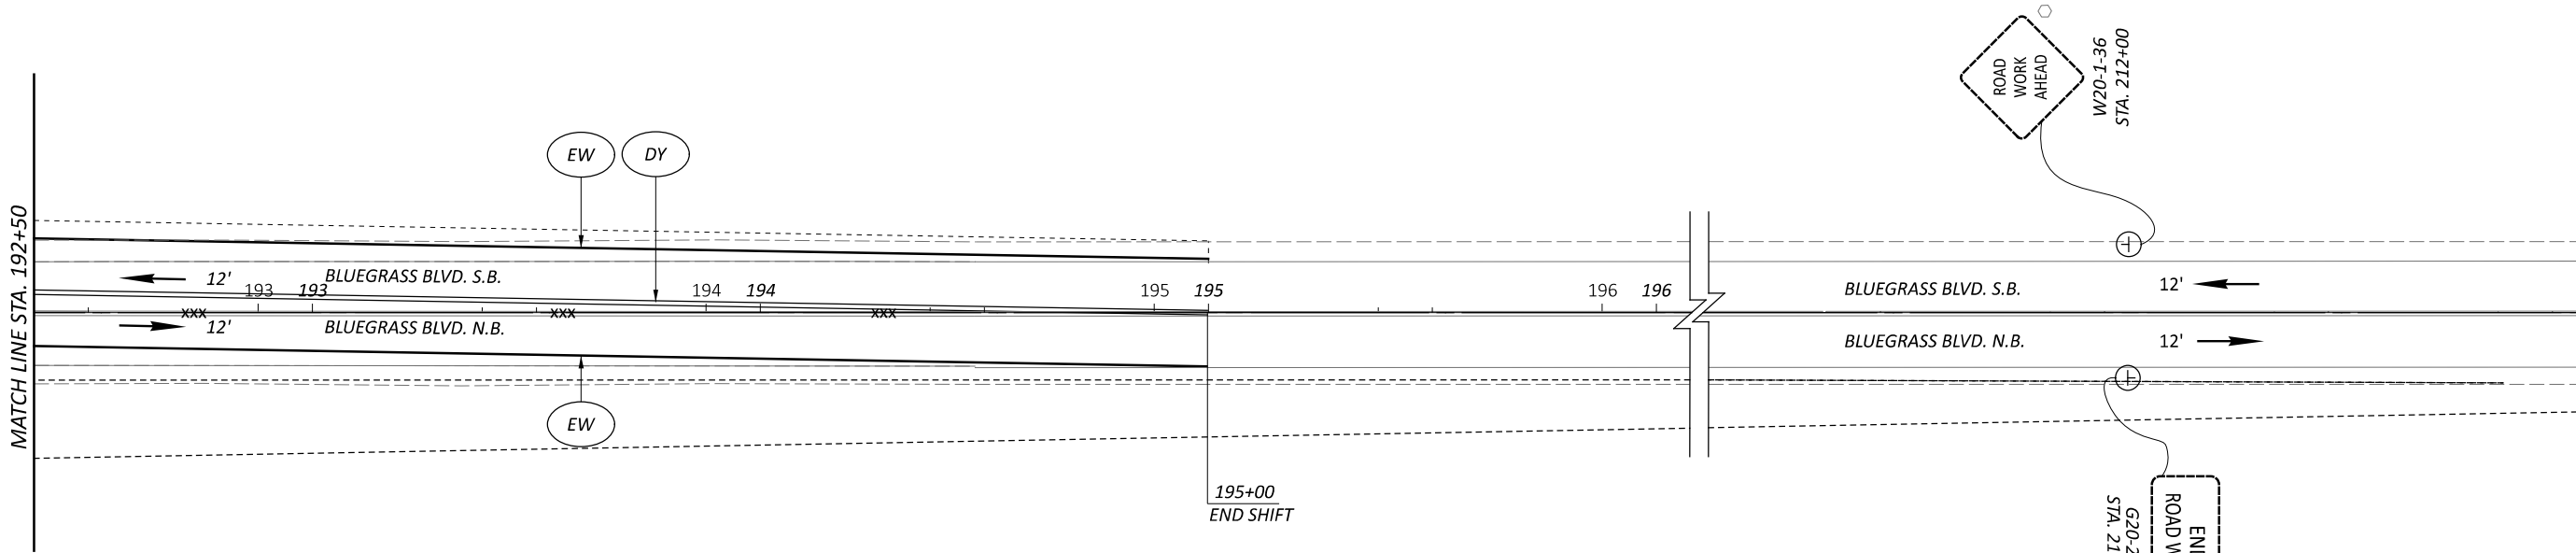 ROAD
WORK
AHEAD
W20-1-36
STA. 212+00
EW
DY
MATCH LINE STA. 192+50
12'
BLUEGRASS BLVD. S.B.
193
193
194
194
195
195
196
196
BLUEGRASS BLVD. S.B.
12'
XXX
XXX
XXX
12'
BLUEGRASS BLVD. N.B.
BLUEGRASS BLVD. N.B.
12'
EW
195+00
END SHIFT
ROAD
STA.